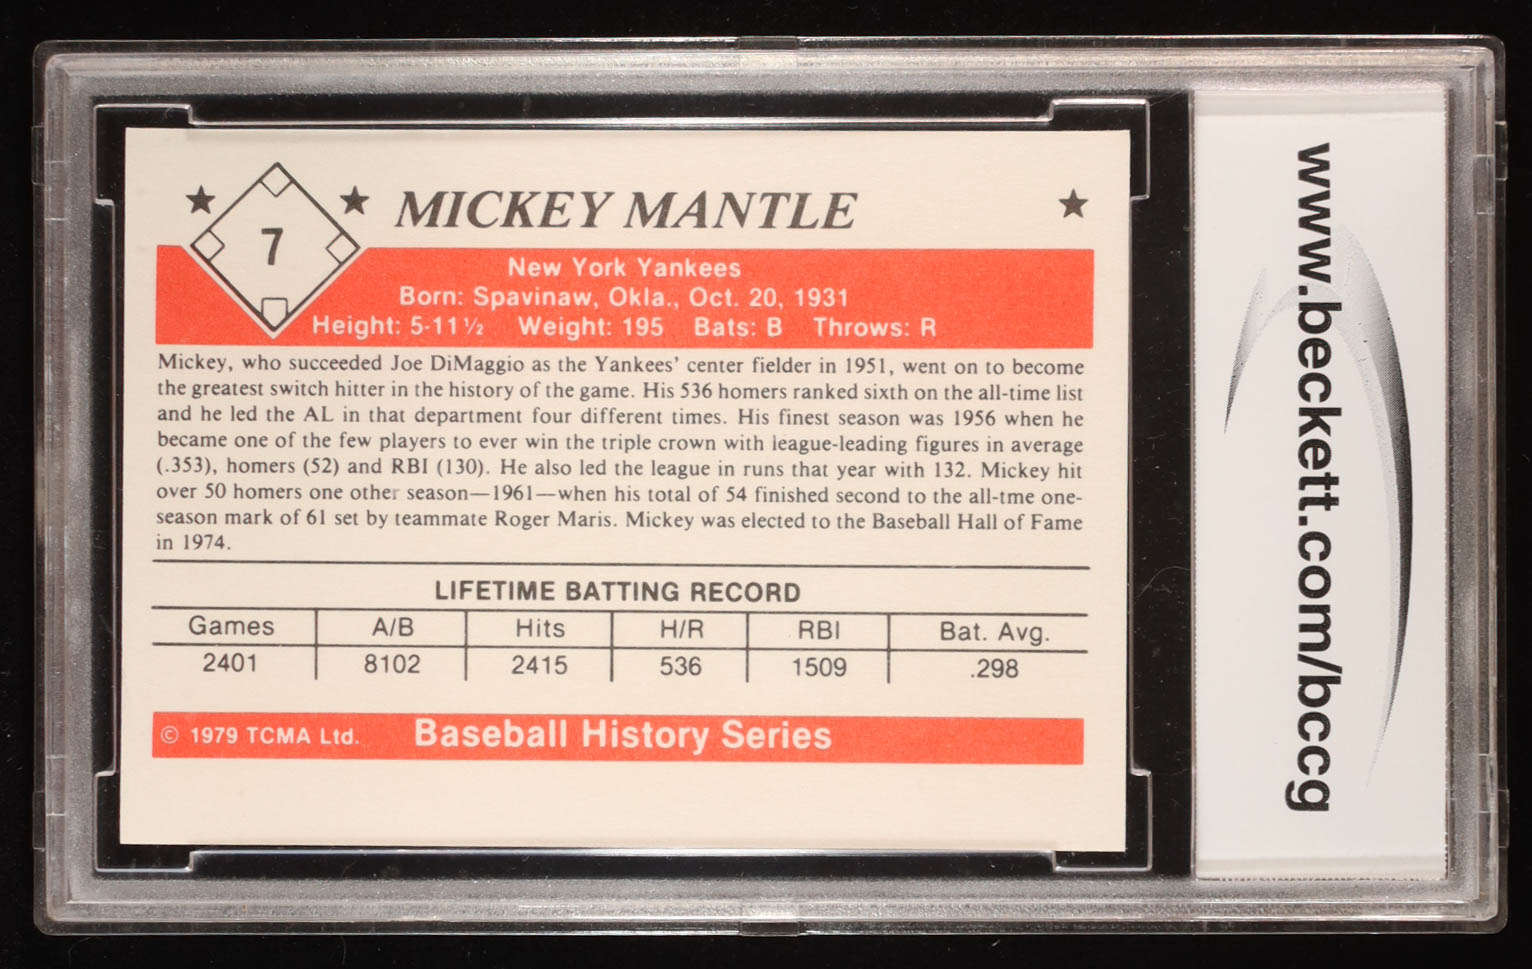 MICKEY MANTLE
7
New York Yankees
Born: Spavinaw, Okla., Oct. 20, 1931
Height: 5-11½ Weight: 195 Bats: B Throws: R
Mickey, who succeeded Joe DiMaggio as the Yankees' center fielder in 1951, went on to become
the greatest switch hitter in the history of the game. His 536 homers ranked sixth on the all-time list
and he led the AL in that department four different times. His finest season was 1956 when he
became one of the few players to ever win the triple crown with league-leading figures in average
(.353), homers (52) and RBI (130). He also led the league in runs that year with 132. Mickey hit
over 50 homers one other season—1961—when his total of 54 finished second to the all-tme one-
season mark of 61 set by teammate Roger Maris. Mickey was elected to the Baseball Hall of Fame
in 1974.
LIFETIME BATTING RECORD
Games A/B Hits H/R RBI Bat. Avg.
2401 8102 2415 536 1509 .298
© 1979 TCMA Ltd. Baseball History Series
www.beckett.com/bccg